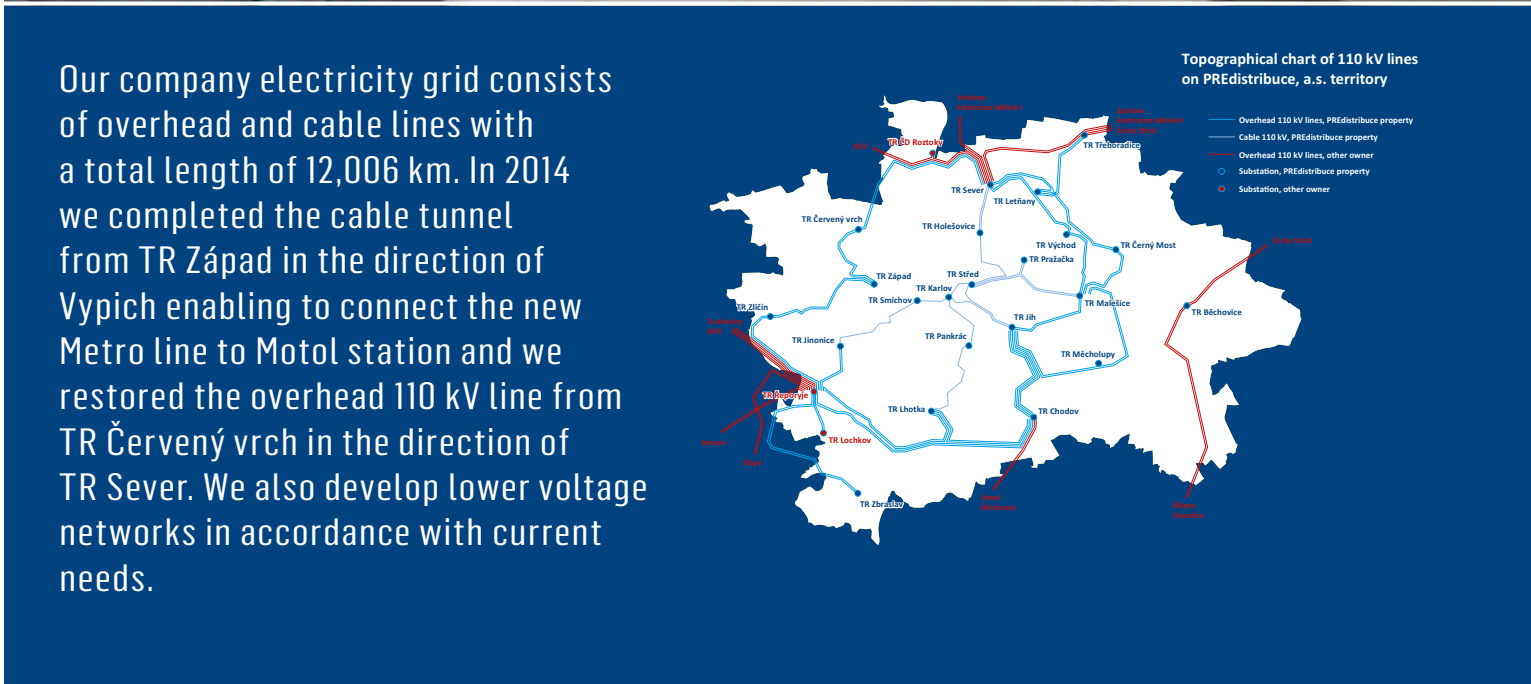 Our company electricity grid consists
of overhead and cable lines with
a total length of 12,006 km. In 2014
we completed the cable tunnel
from TR Západ in the direction of
Vypich enabling to connect the new
Metro line to Motol station and we
restored the overhead 110 kV line from
TR Červený vrch in the direction of
TR Sever. We also develop lower voltage
networks in accordance with current
needs.
Topographical chart of 110 kV lines
on PREdistribuce, a.s. territory
Overhead 110 kV lines, PREdistribuce property
Cable 110 kV, PREdistribuce property
Overhead 110 kV lines, other owner
Substation, PREdistribuce property
Substation, other owner
TR ČD Roztoky
TR Třeboradice
TR Sever
TR Letňany
TR Červený vrch
TR Holešovice
TR Východ
TR Černý Most
TR Pražačka
TR Západ
TR Střed
TR Karlov
TR Smíchov
TR Malešice
TR Běchovice
TR Zličín
TR Jih
TR Jinonice
TR Pankrác
TR Měcholupy
TR Řeporyje
TR Lhotka
TR Chodov
TR Lochkov
TR Zbraslav